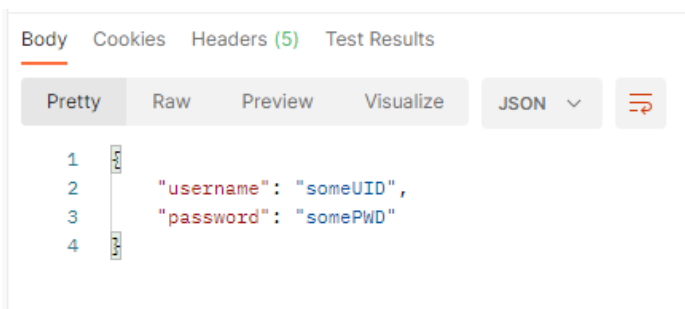 Body Cookies Headers (5) Test Results
Pretty Raw Preview Visualize JSON
1 {
2 "username": "someUID",
3 "password": "somePWD"
4 }